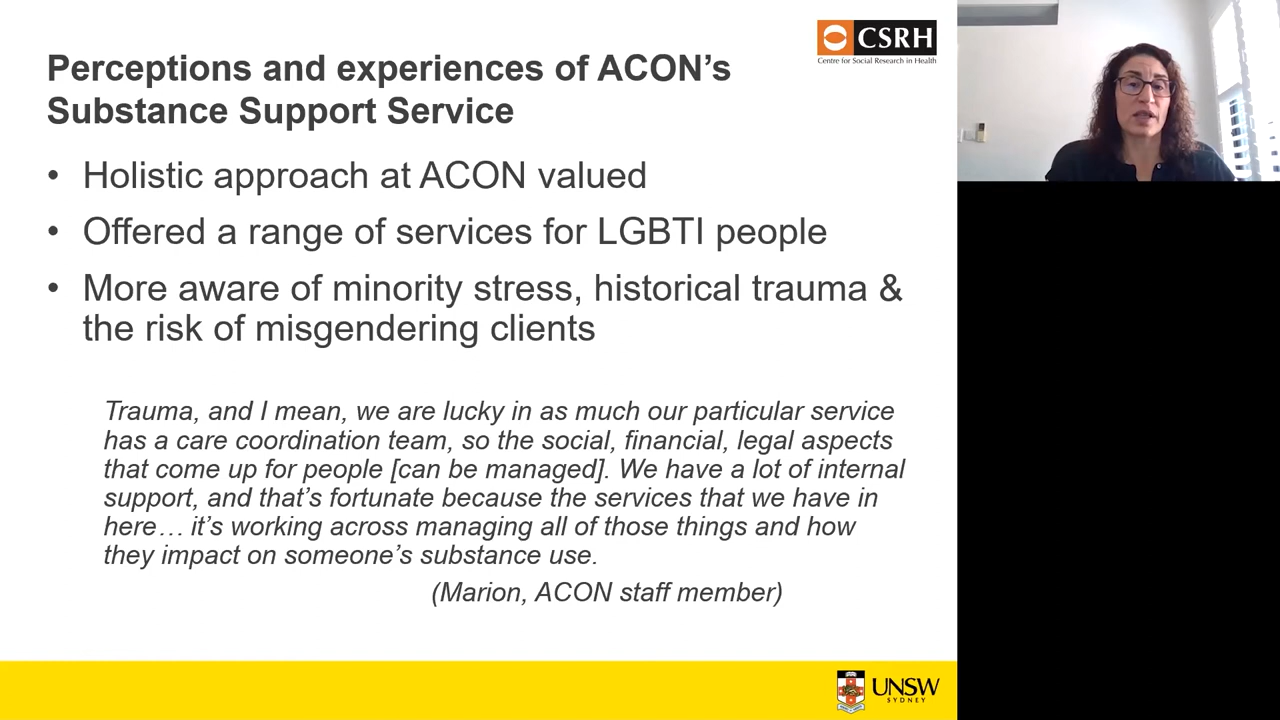 CSRH
Centre for Social Research in Health
Perceptions and experiences of ACON’s
Substance Support Service
• Holistic approach at ACON valued
• Offered a range of services for LGBTI people
• More aware of minority stress, historical trauma &
the risk of misgendering clients
Trauma, and I mean, we are lucky in as much our particular service
has a care coordination team, so the social, financial, legal aspects
that come up for people [can be managed]. We have a lot of internal
support, and that’s fortunate because the services that we have in
here… it’s working across managing all of those things and how
they impact on someone’s substance use.
(Marion, ACON staff member)
UNSW
SYDNEY